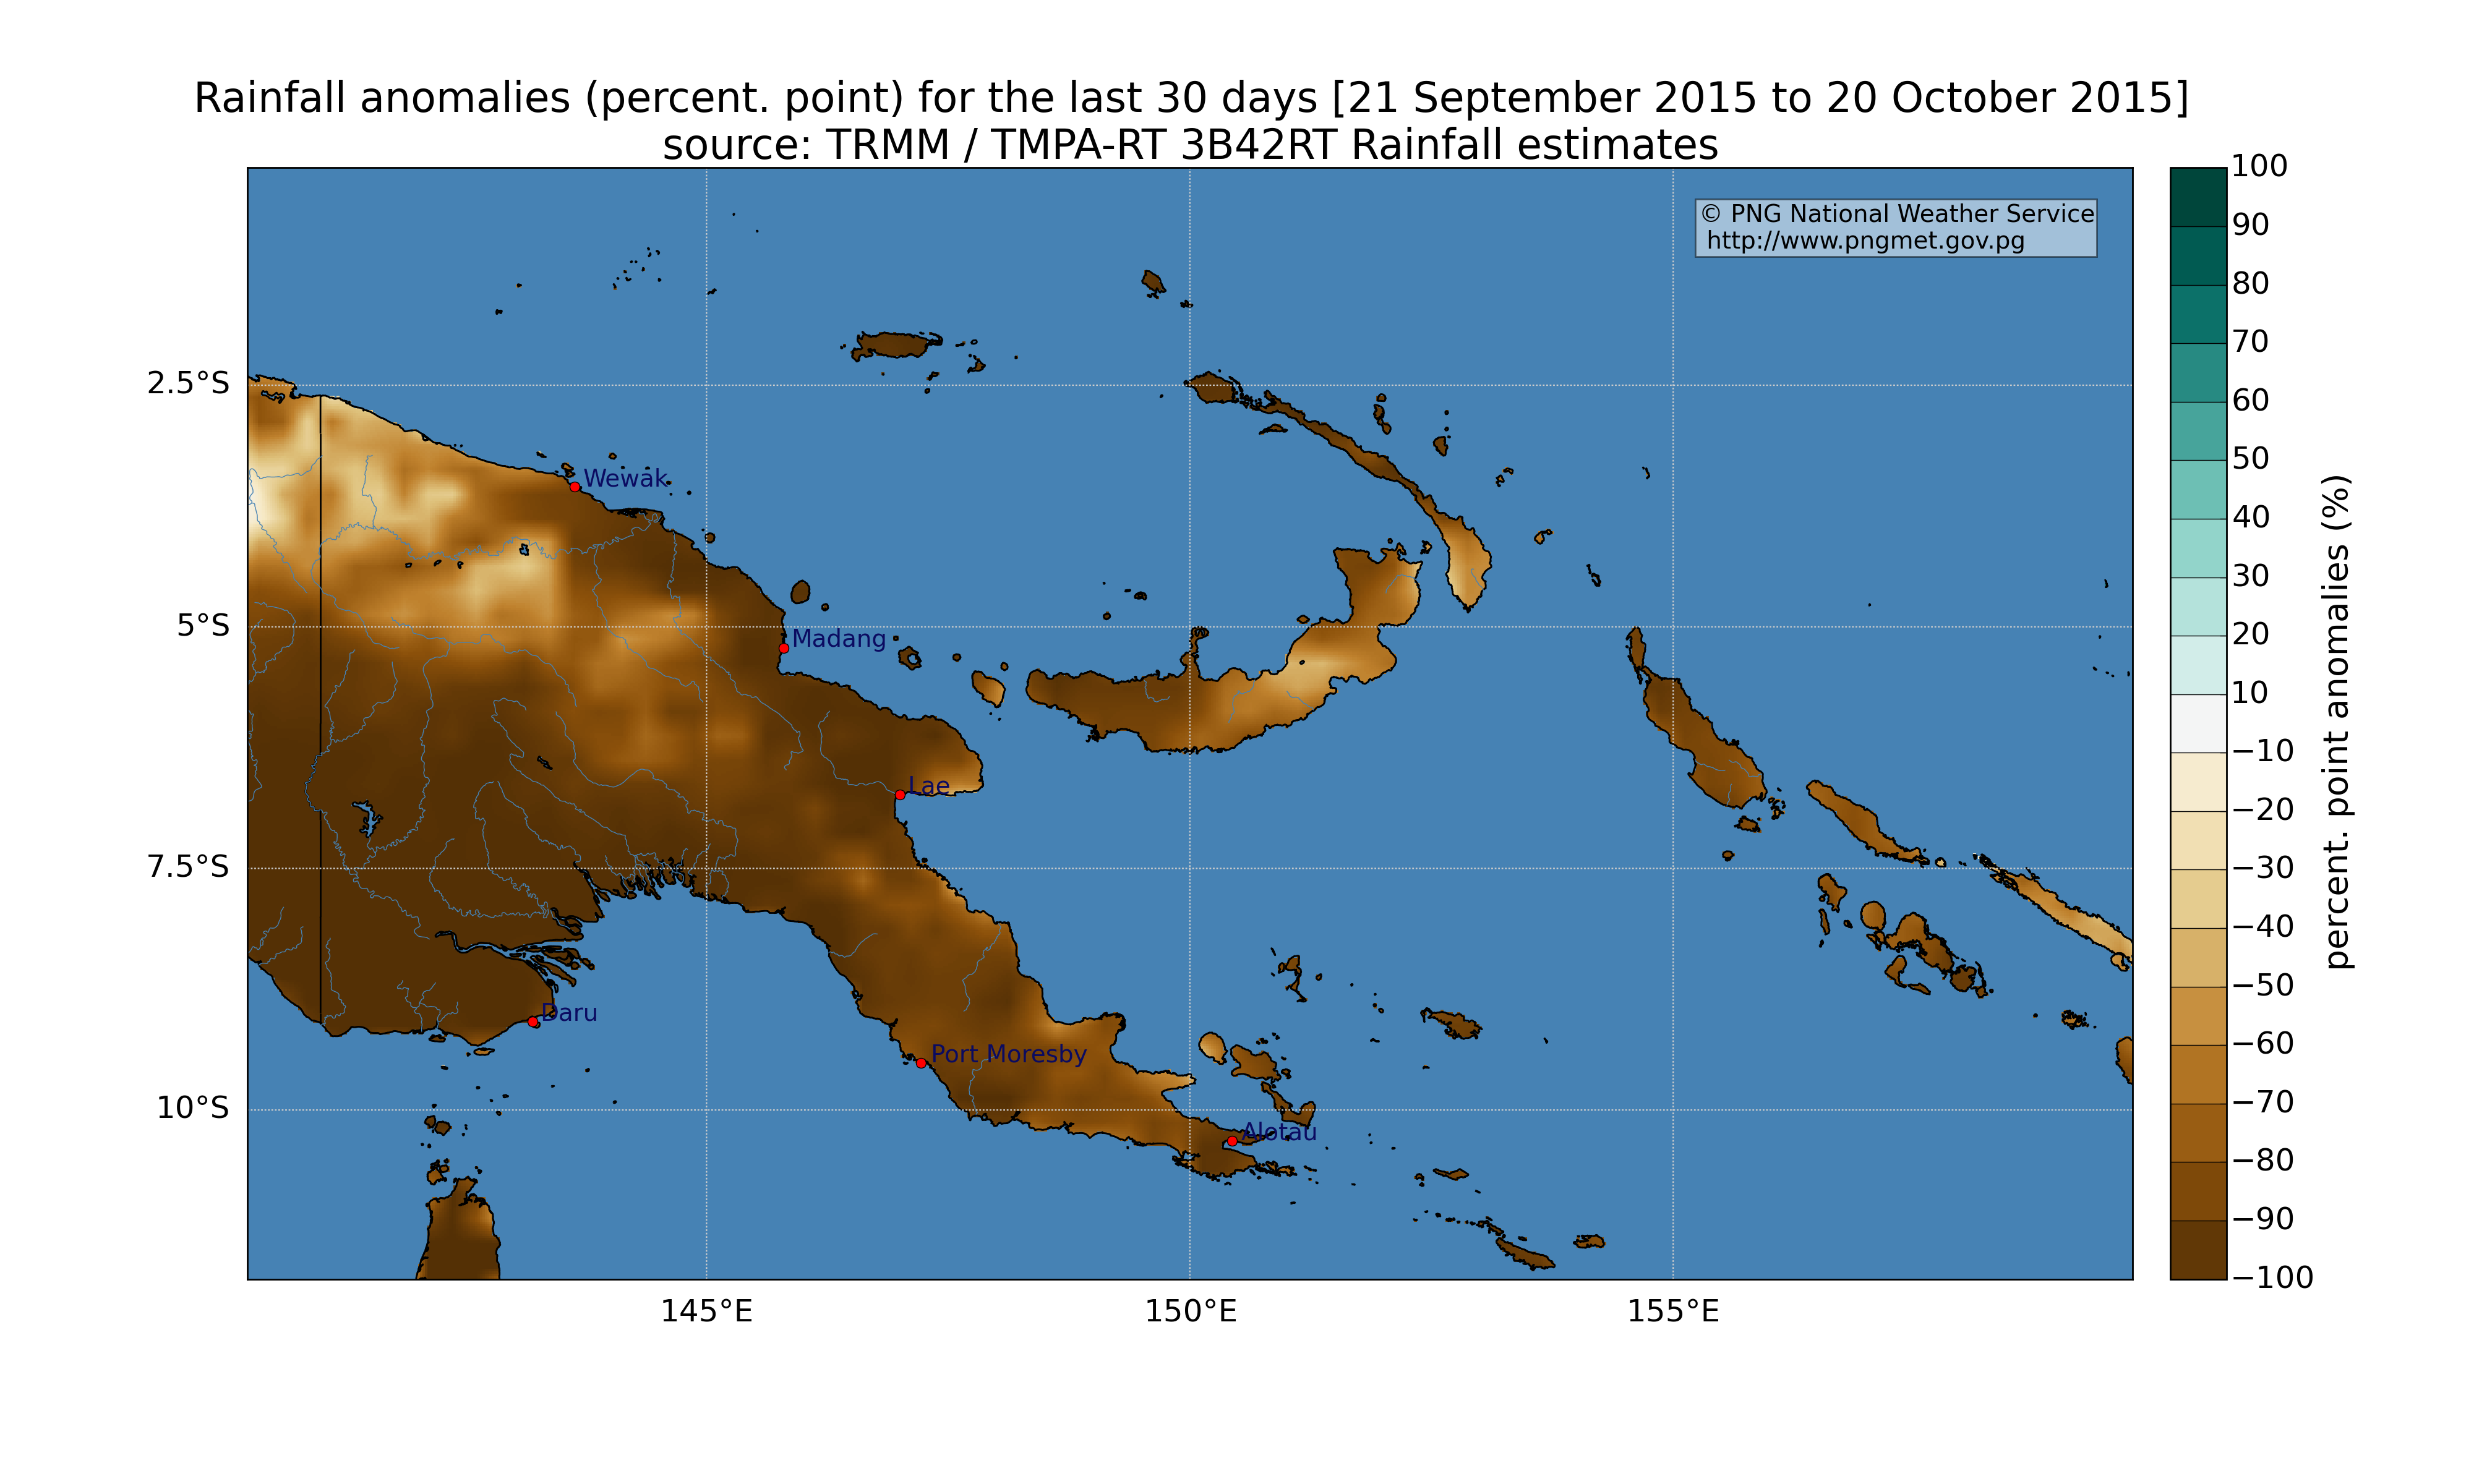 Rainfall anomalies (percent. point) for the last 30 days [21 September 2015 to 20 October 2015]
source: TRMM / TMPA-RT 3B42RT Rainfall estimates
© PNG National Weather Service
http://www.pngmet.gov.pg
2.5°S
5°S
7.5°S
10°S
Wewak
Madang
Lae
Daru
Port Moresby
Alotau
145°E
150°E
155°E
100
90
80
70
60
50
40
30
20
10
−10
−20
−30
−40
−50
−60
−70
−80
−90
−100
percent. point anomalies (%)